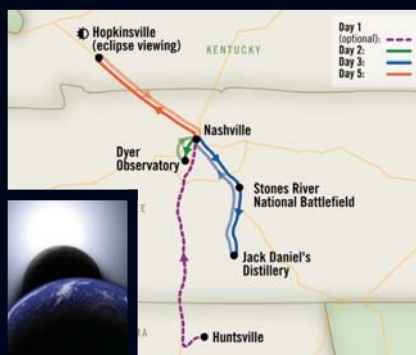 Hopkinsville
(eclipse viewing)
KENTUCKY
Day 1
(optional):
Day 2:
Day 3:
Day 5:
Nashville
Dyer
Observatory
Stones River
National Battlefield
Jack Daniel's
Distillery
Huntsville